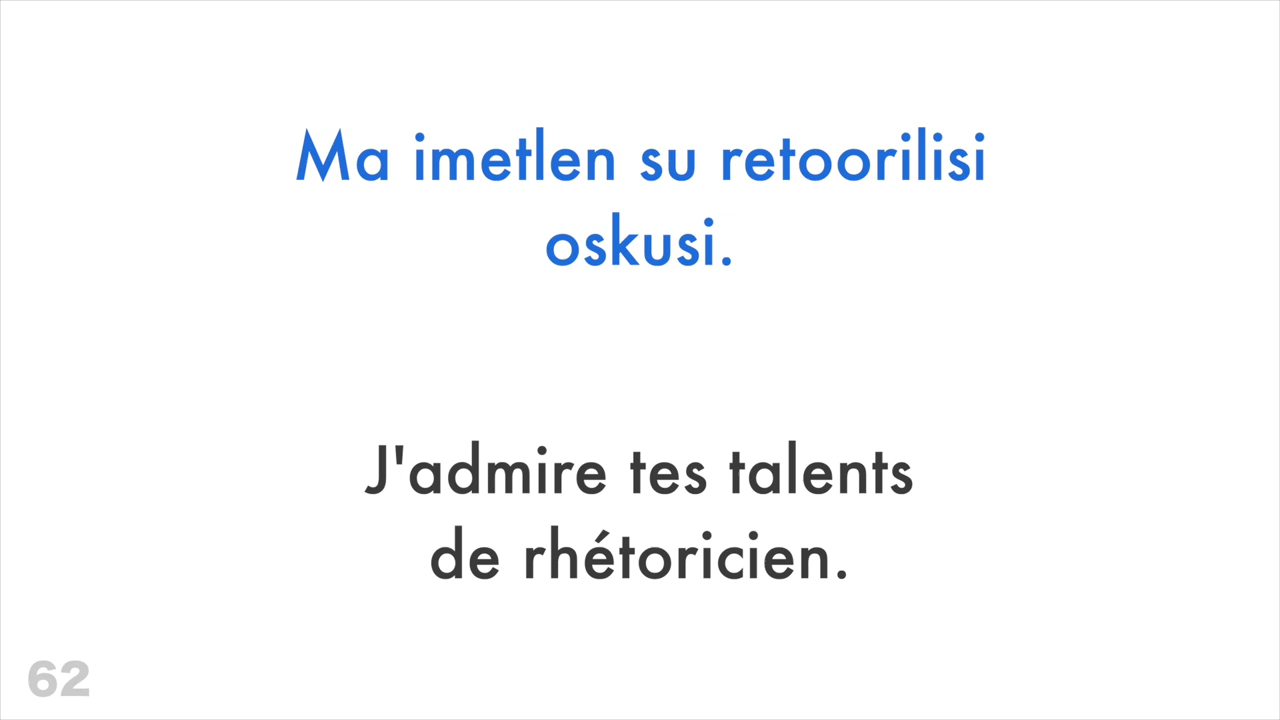 Ma imetlen su retoorilisi
oskusi.
J'admire tes talents
de rhétoricien.
62